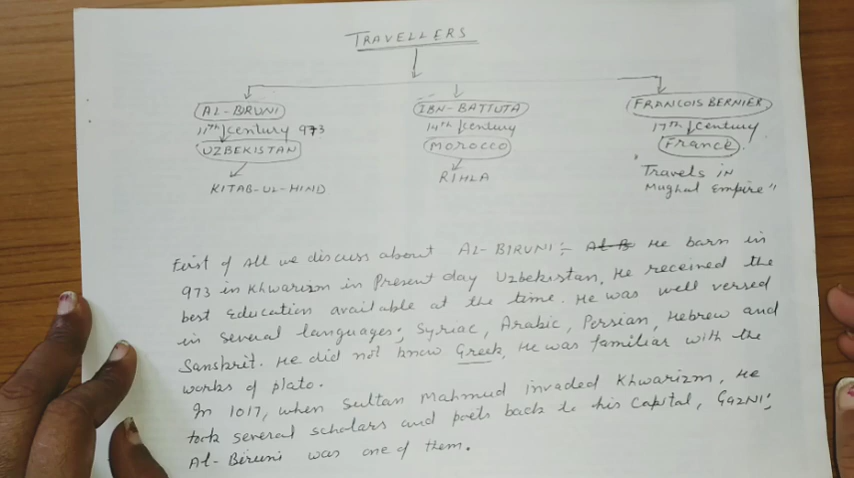 TRAVELLERS
AL-BIRUNI IBN-BATTUTA FRANCOIS BERNIER
11th century 973 14th century 17th century
UZBEKISTAN MOROCCO France.
KITAB-UL-HIND RIHLA "Travels in
Mughal Empire"
First of all we discuss about AL-BIRUNI:- Al-B He barn in
973 in Khwarizm in Present day Uzbekistan. He received the
best Education available at the time. He was well versed
in several languages; Syriac, Arabic, Persian, Hebrew and
Sanskrit. He did not know Greek, He was familiar with the
works of plato.
In 1017, when Sultan Mahmud invaded Khwarizm, He
took several scholars and poets back to his Capital, GAZNI;
Al-Biruni was one of them.